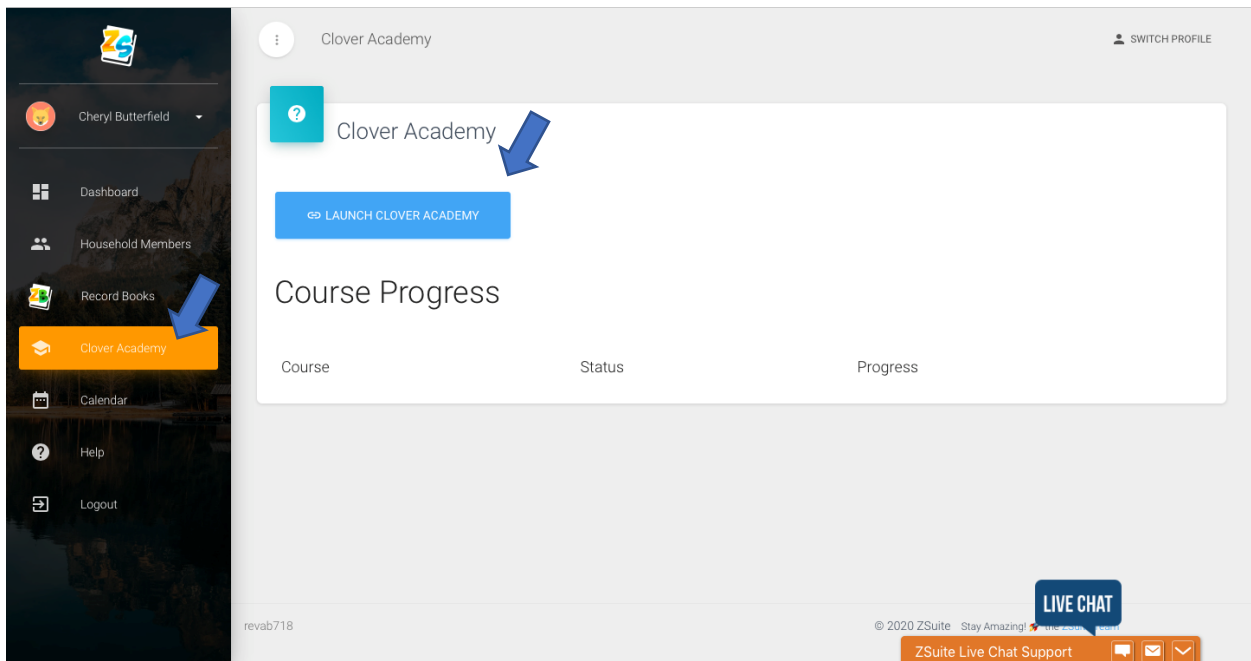 ZS
Cheryl Butterfield
Dashboard
Household Members
ZB
Record Books
Clover Academy
Calendar
Help
Logout
Clover Academy
SWITCH PROFILE
Clover Academy
LAUNCH CLOVER ACADEMY
Course Progress
Course Status Progress
revab718
© 2020 ZSuite Stay Amazing! 🚀 the
LIVE CHAT
ZSuite Live Chat Support